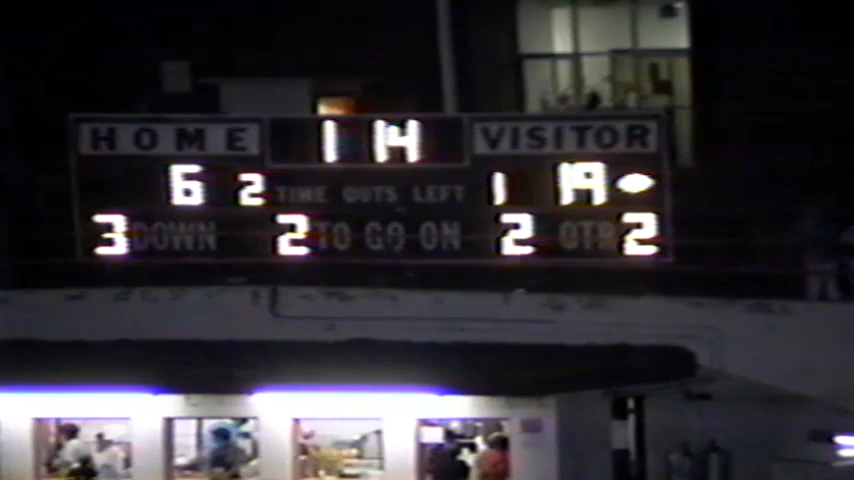 HOME 1 14 VISITOR
6 2 TIME OUTS LEFT 1 19
3 DOWN 2 TO GO ON 2 QTR 2